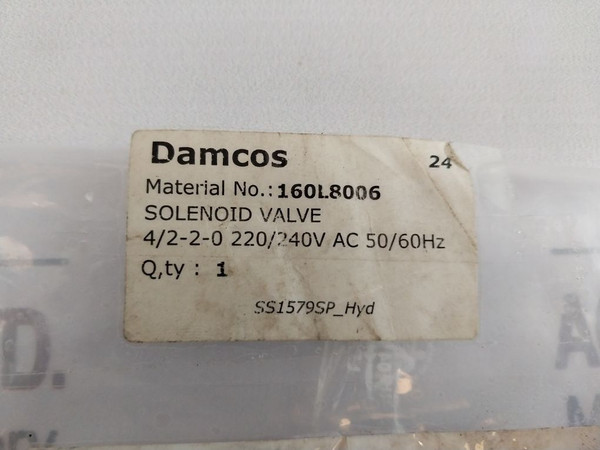 Damcos
24
Material No.: 160L8006
SOLENOID VALVE
4/2-2-0 220/240V AC 50/60Hz
Q,ty : 1
SS1579SP_Hyd
D.